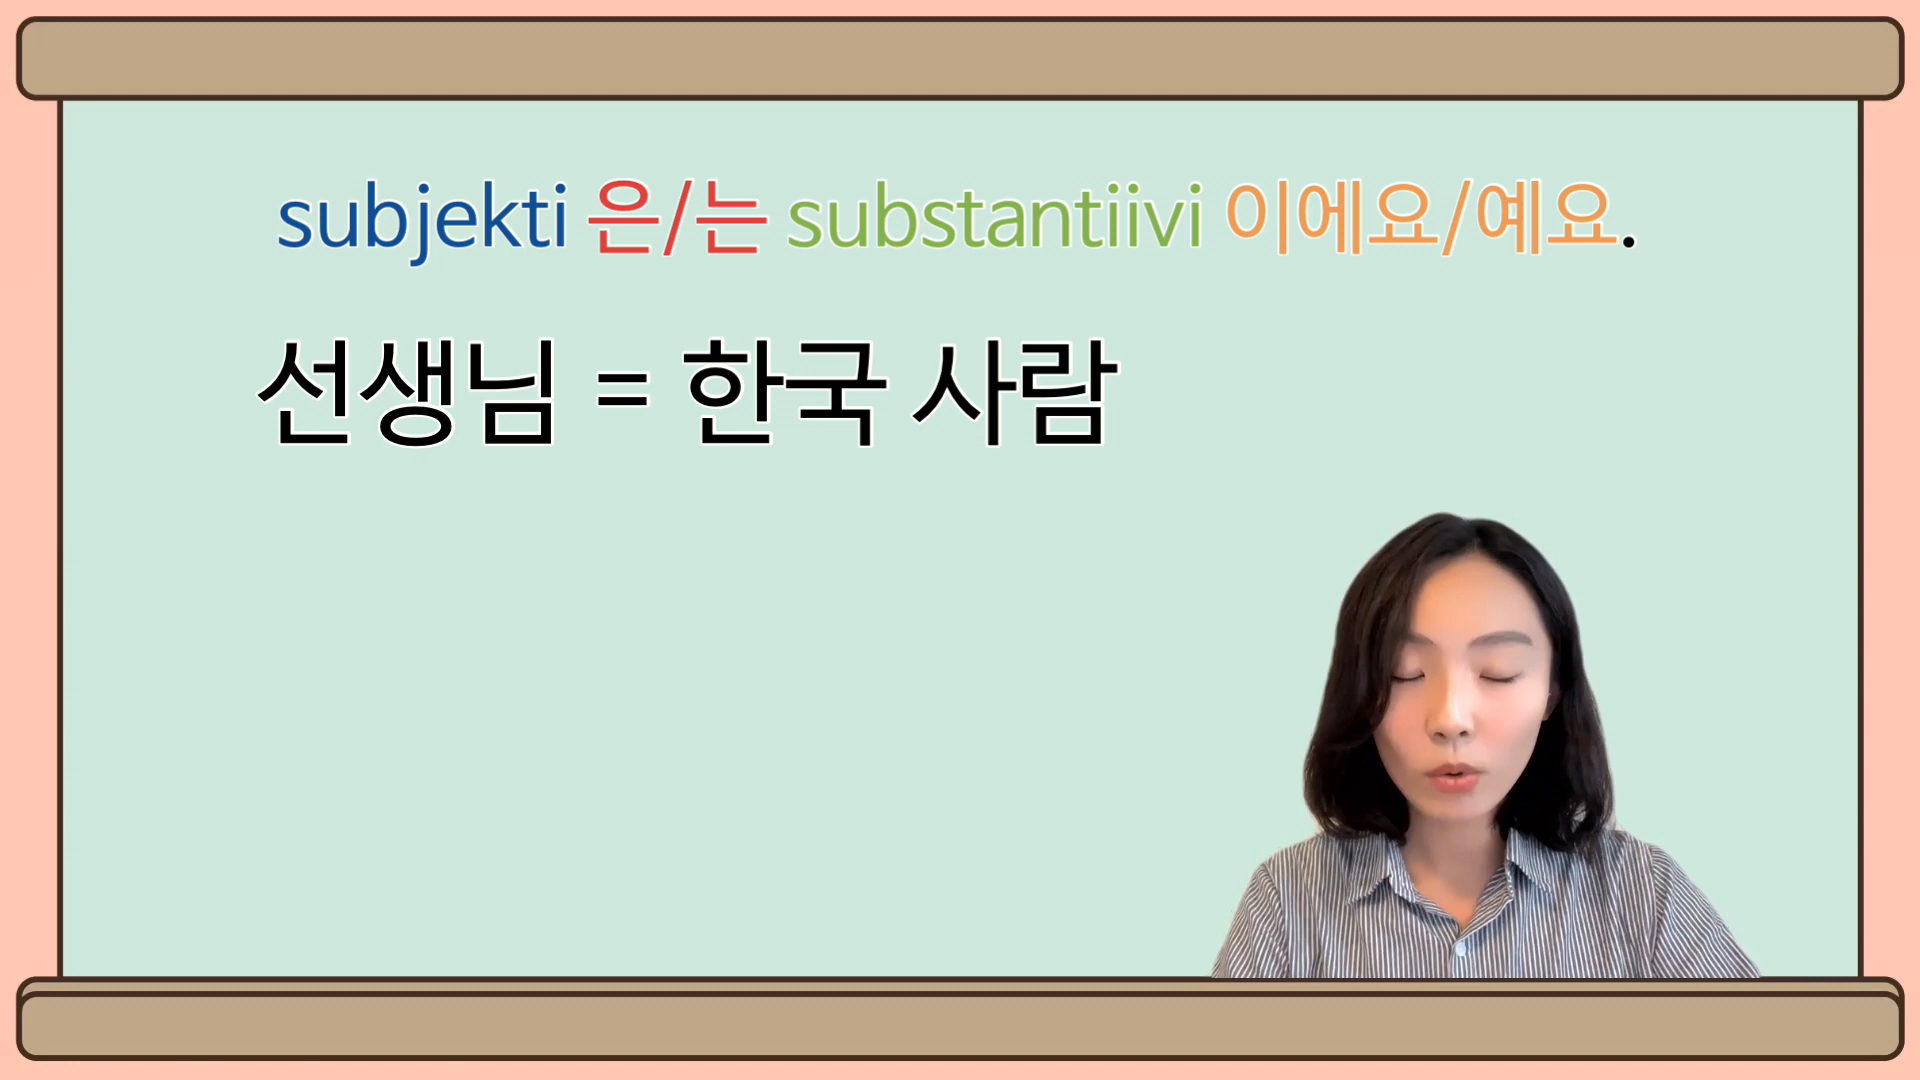 subjekti 은/는 substantiivi 이에요/예요.
선생님 = 한국 사람